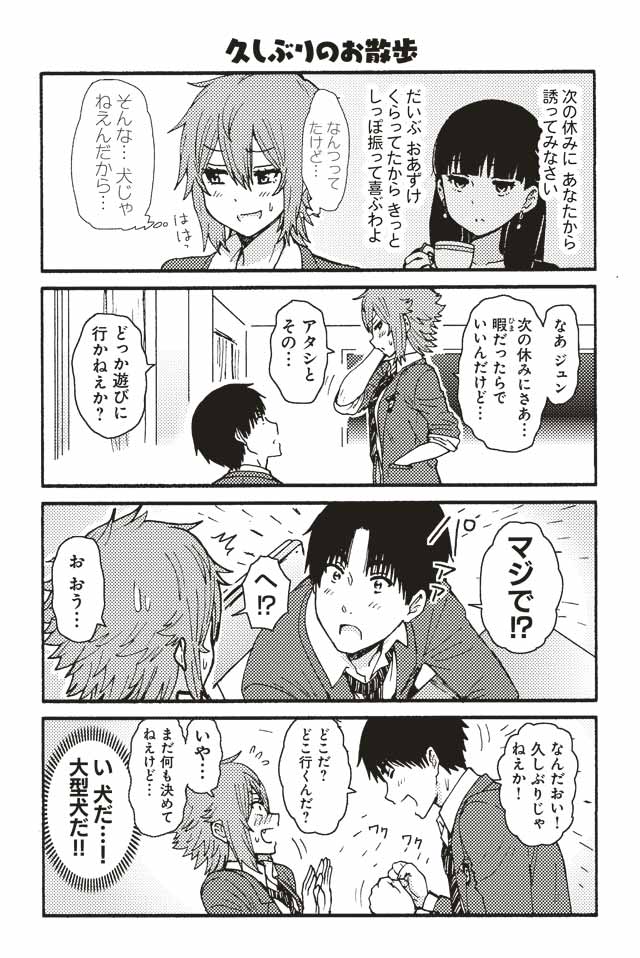 久しぶりのお散歩
次の休みに あなたから
誘ってみなさい
だいぶ おあずけ
くらってたから きっと
しっぽ振って喜ぶわよ
なんつって
たけど…
そんな… 犬じゃ
ねえんだから…
ははっ
なあ ジュン
次の休みにさあ…
暇だったらで
ひま
いいんだけど…
アタシと
その…
どっか遊びに
行かねえか?
マジで!?
ヘ!?
お おう…
なんだおい!
久しぶりじゃ
ねえか!
どこだ?
どこ行くんだ?
ワク
ワク
いや…
まだ何も決めて
ねえけど…
い 犬だ…!
大型犬だ!!